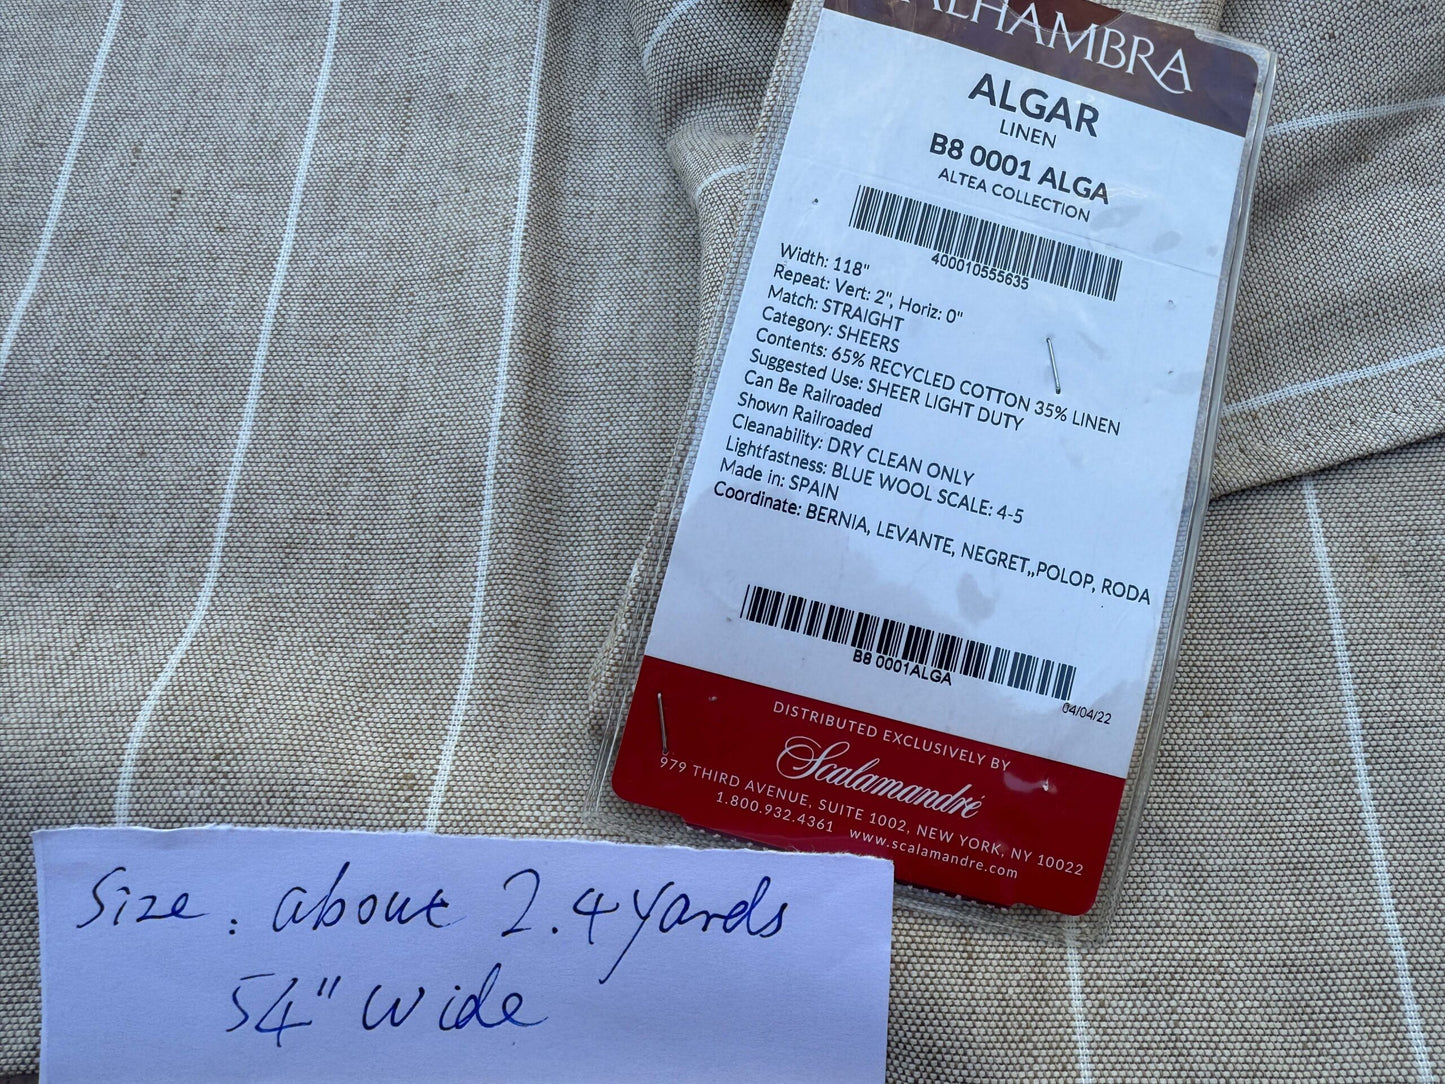 ALHAMBRA
ALGAR
LINEN
B8 0001 ALGA
ALTEA COLLECTION
400010555635
Width: 118"
Repeat: Vert: 2", Horiz: 0"
Match: STRAIGHT
Category: SHEERS
Contents: 65% RECYCLED COTTON 35% LINEN
Suggested Use: SHEER LIGHT DUTY
Can Be Railroaded
Shown Railroaded
Cleanability: DRY CLEAN ONLY
Lightfastness: BLUE WOOL SCALE: 4-5
Made in: SPAIN
Coordinate: BERNIA, LEVANTE, NEGRET,,POLOP, RODA
B8 0001ALGA
04/04/22
DISTRIBUTED EXCLUSIVELY BY
Scalamandré
979 THIRD AVENUE, SUITE 1002, NEW YORK, NY 10022
1.800.932.4361 www.scalamandre.com
Size: about 2.4 yards
54" wide